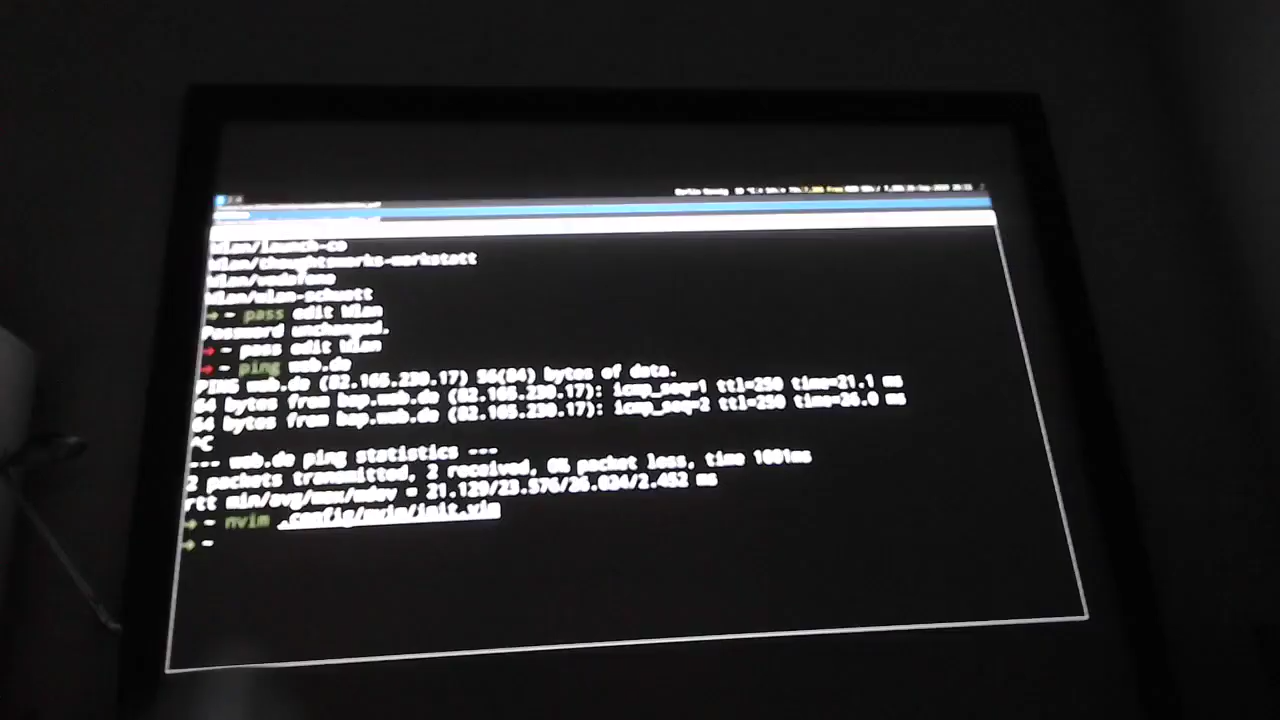 Wlan/launch-co
Wlan/thoughtworks-werkstatt
Wlan/vodafone
Wlan/wlan-schuett
→ ~ pass edit Wlan
Password unchanged.
→ ~ pass edit Wlan
→ ~ ping web.de
PING web.de (82.165.230.17) 56(84) bytes of data.
64 bytes from bap.web.de (82.165.230.17): icmp_seq=1 ttl=250 time=21.1 ms
64 bytes from bap.web.de (82.165.230.17): icmp_seq=2 ttl=250 time=26.0 ms
^C
--- web.de ping statistics ---
2 packets transmitted, 2 received, 0% packet loss, time 1001ms
rtt min/avg/max/mdev = 21.129/23.576/26.024/2.452 ms
→ ~ nvim .config/nvim/init.vim
→ ~